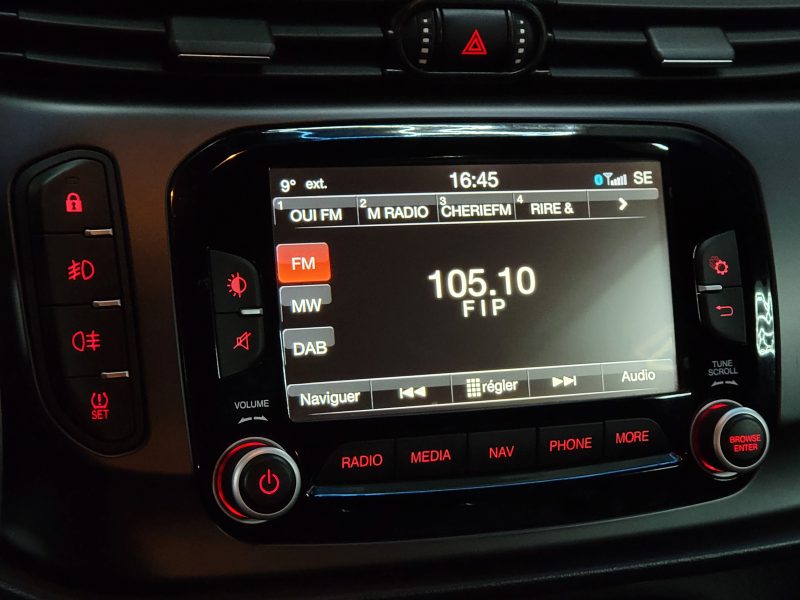 9° ext. 16:45 SE
1 OUI FM 2 M RADIO 3 CHERIEFM 4 RIRE &
FM
105.10
FIP
MW
DAB
Naviguer régler Audio
SET
VOLUME
TUNE
SCROLL
RADIO MEDIA NAV PHONE MORE
BROWSE
ENTER